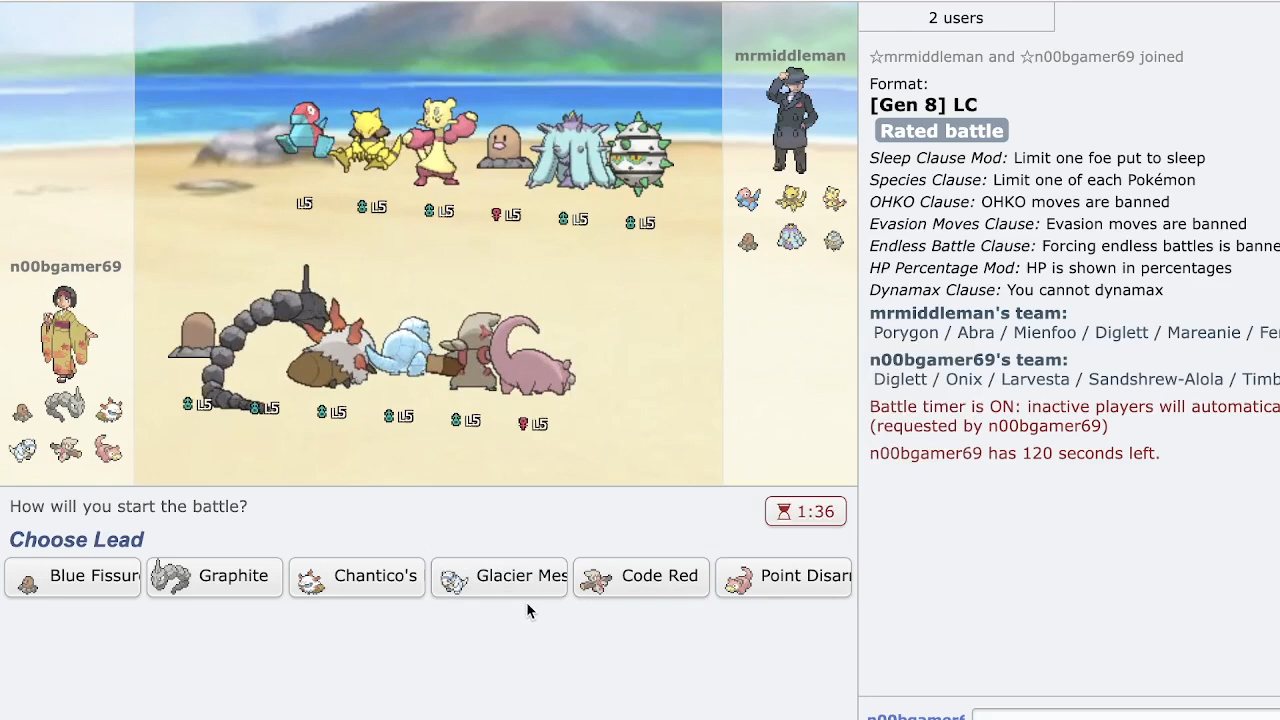 2 users
mrmiddleman
☆mrmiddleman and ☆n00bgamer69 joined
Format:
[Gen 8] LC
Rated battle
Sleep Clause Mod: Limit one foe put to sleep
Species Clause: Limit one of each Pokémon
OHKO Clause: OHKO moves are banned
Evasion Moves Clause: Evasion moves are banned
Endless Battle Clause: Forcing endless battles is banne
HP Percentage Mod: HP is shown in percentages
Dynamax Clause: You cannot dynamax
mrmiddleman's team:
Porygon / Abra / Mienfoo / Diglett / Mareanie / Fe
n00bgamer69's team:
Diglett / Onix / Larvesta / Sandshrew-Alola / Timb
Battle timer is ON: inactive players will automatica
(requested by n00bgamer69)
n00bgamer69 has 120 seconds left.
L5 L5 L5 L5 L5 L5
n00bgamer69
L5 L5 L5 L5 L5 L5
How will you start the battle?
1:36
Choose Lead
Blue Fissur Graphite Chantico's Glacier Mes Code Red Point Disar
n00bgamer6